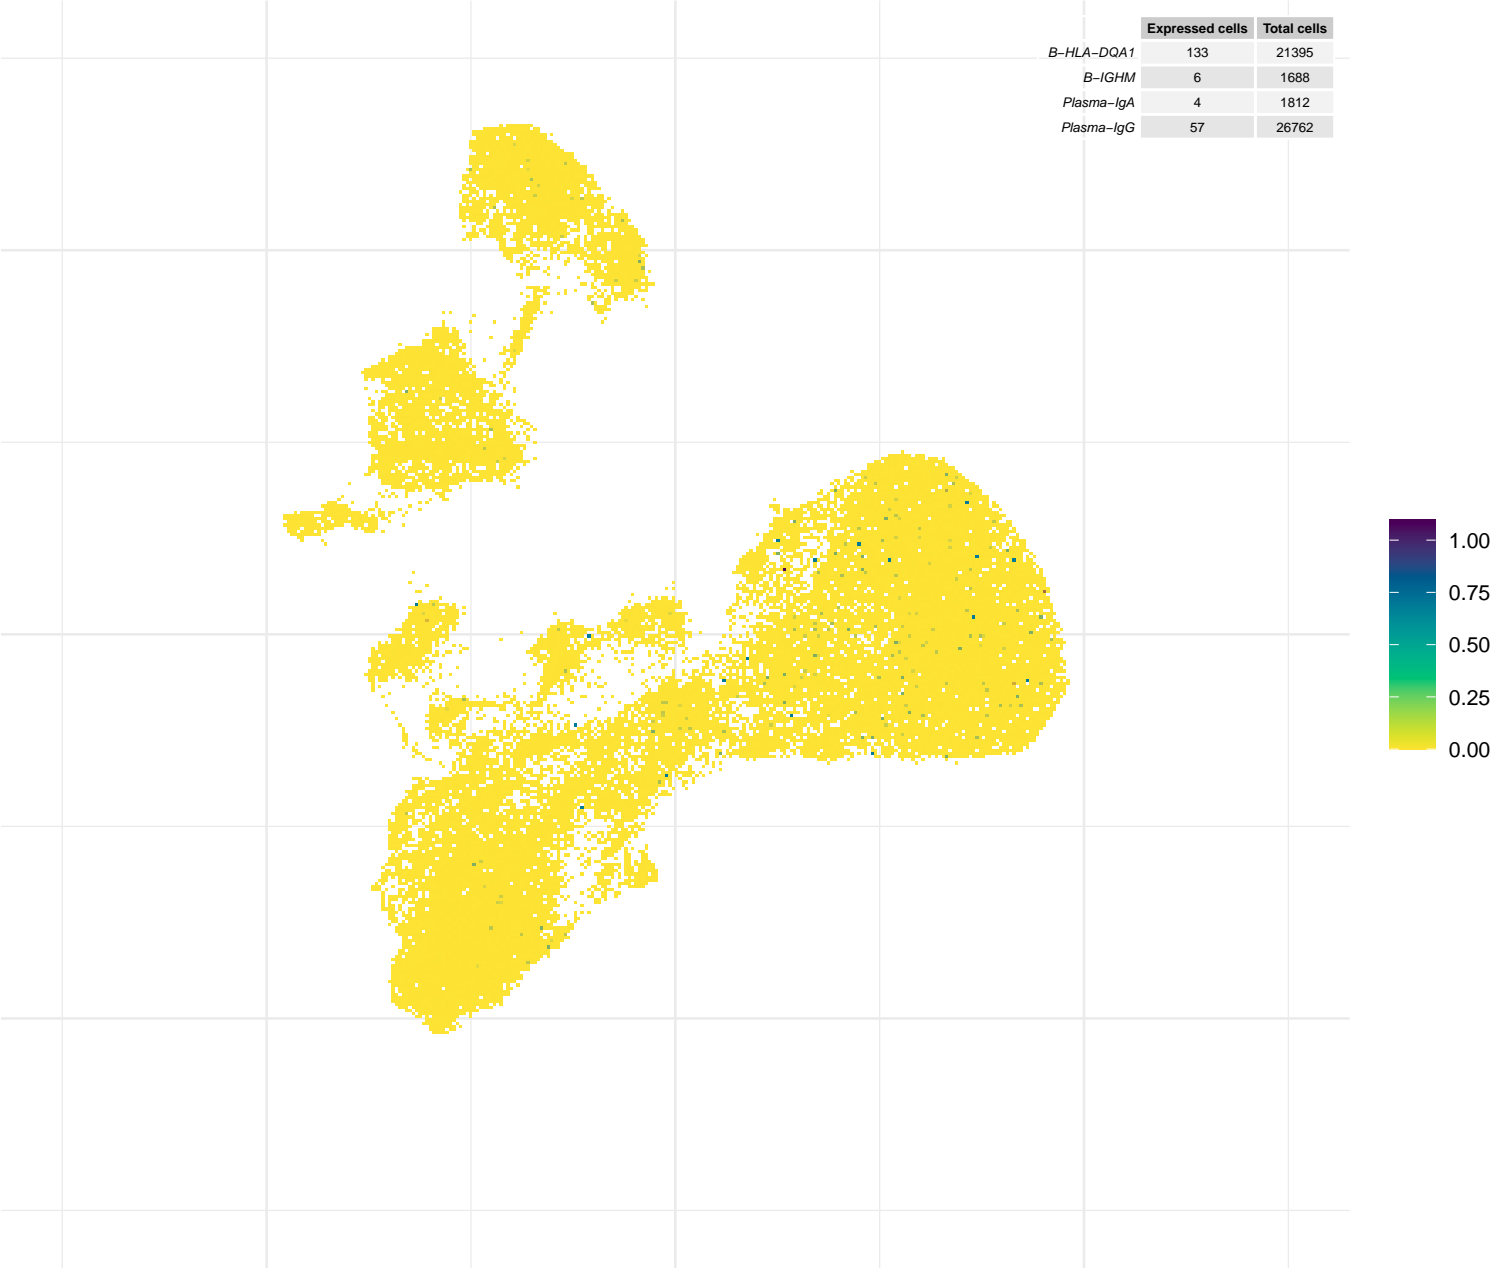 Expressed cells Total cells
B−HLA−DQA1 133 21395
B−IGHM 6 1688
Plasma−IgA 4 1812
Plasma−IgG 57 26762
1.00
0.75
0.50
0.25
0.00